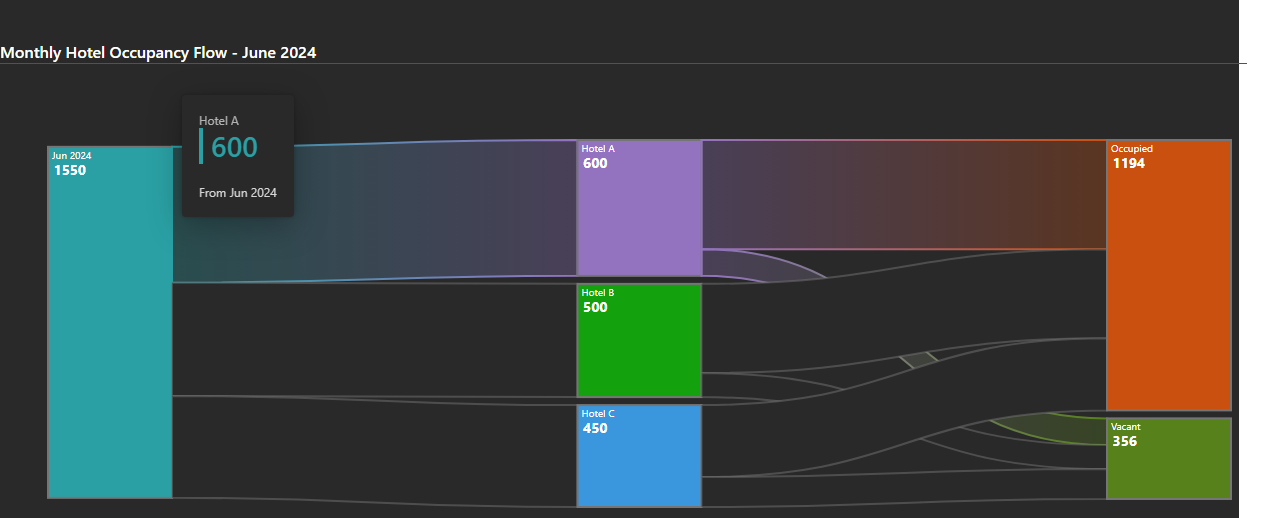 Monthly Hotel Occupancy Flow - June 2024
Hotel A
600
From Jun 2024
Jun 2024
1550
Hotel A
600
Hotel B
500
Hotel C
450
Occupied
1194
Vacant
356